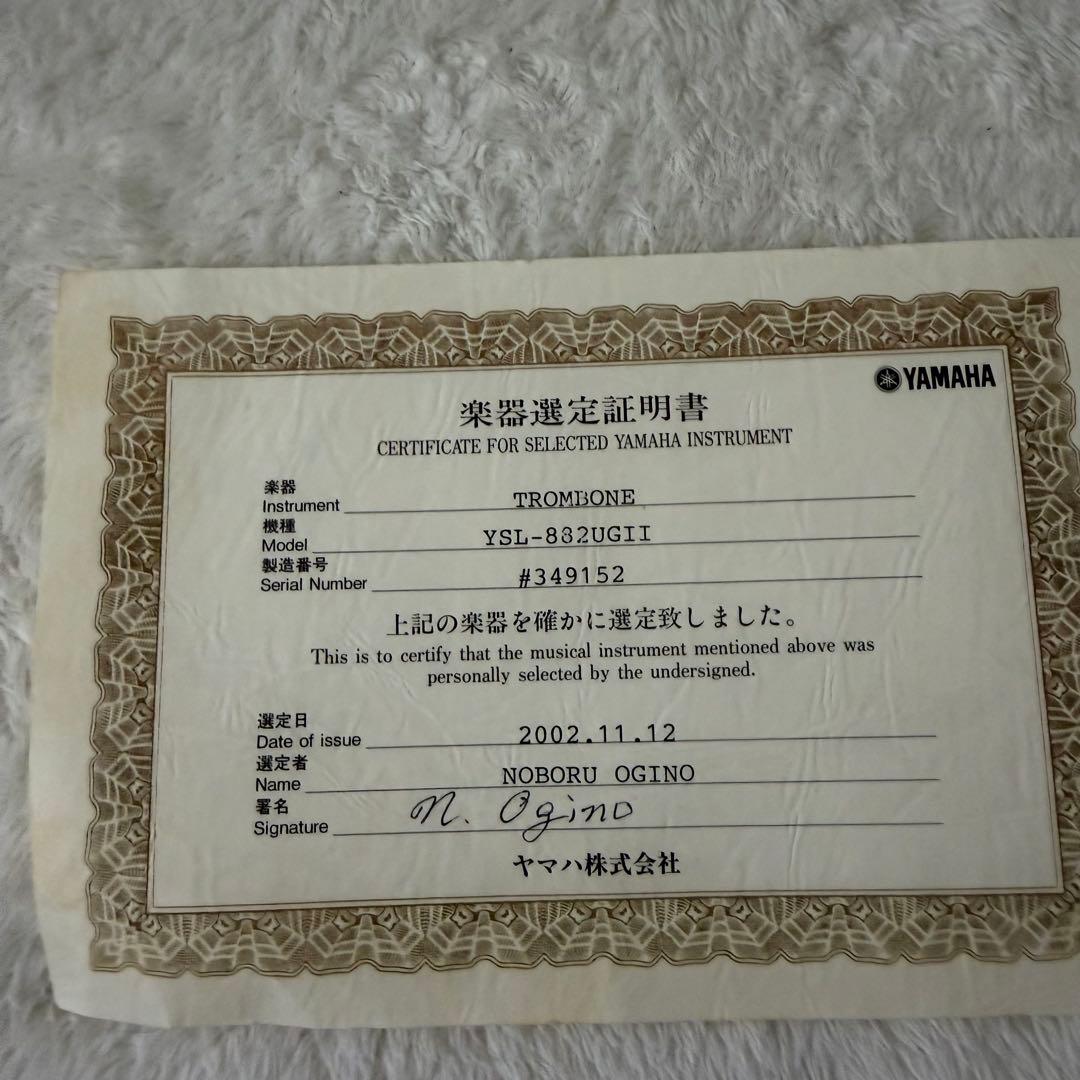 YAMAHA
楽器選定証明書
CERTIFICATE FOR SELECTED YAMAHA INSTRUMENT
楽器
Instrument TROMBONE
機種
Model YSL-882UGII
製造番号
Serial Number #349152
上記の楽器を確かに選定致しました。
This is to certify that the musical instrument mentioned above was
personally selected by the undersigned.
選定日
Date of issue 2002.11.12
選定者
Name NOBORU OGINO
署名
Signature N. Ogino
ヤマハ株式会社